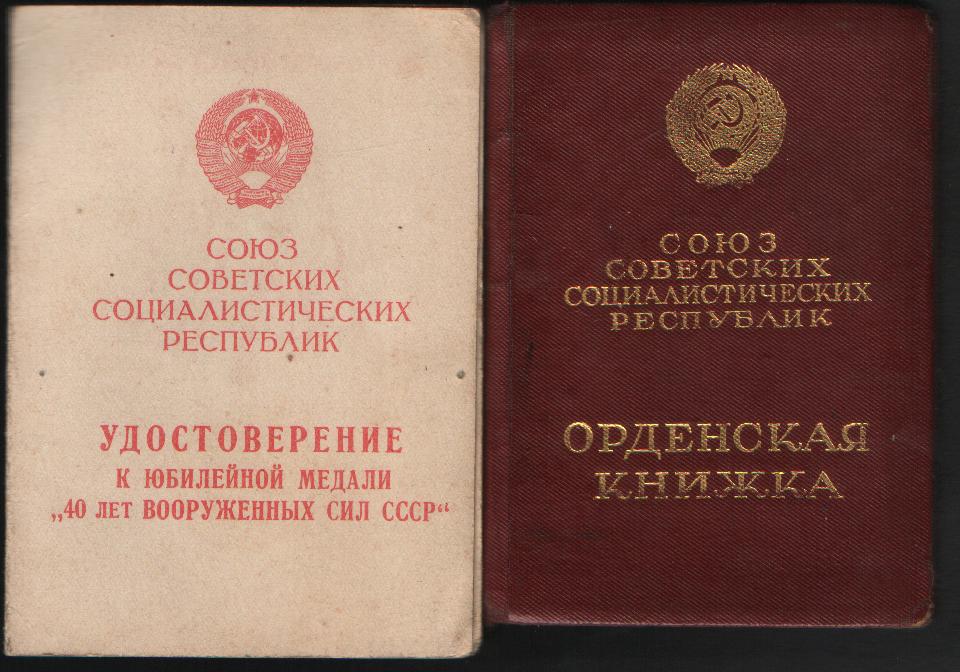 СОЮЗ
СОВЕТСКИХ
СОЦИАЛИСТИЧЕСКИХ
РЕСПУБЛИК
УДОСТОВЕРЕНИЕ
К ЮБИЛЕЙНОЙ МЕДАЛИ
„40 ЛЕТ ВООРУЖЕННЫХ СИЛ СССР“
СОЮЗ
СОВЕТСКИХ
СОЦИАЛИСТИЧЕСКИХ
РЕСПУБЛИК
ОРДЕНСКАЯ
КНИЖКА